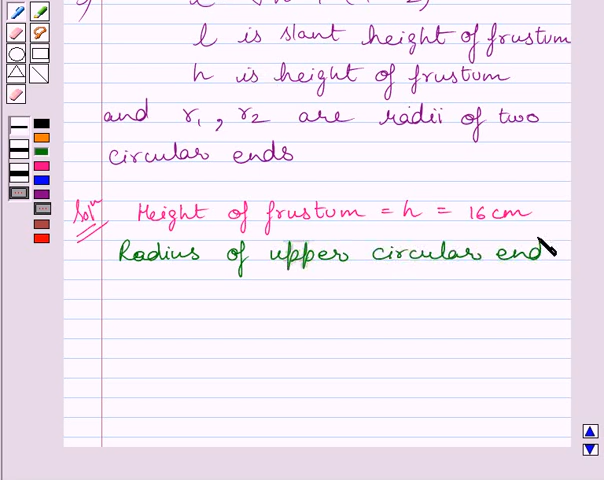 l is slant height of frustum
h is height of frustum
and r₁, r₂ are radii of two
circular ends
Solⁿ Height of frustum = h = 16 cm
Radius of upper circular end